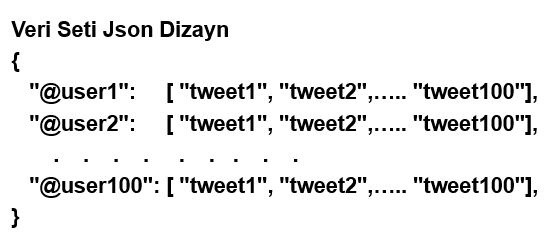 Veri Seti Json Dizayn
{
"@user1": [ "tweet1", "tweet2",….. "tweet100"],
"@user2": [ "tweet1", "tweet2",….. "tweet100"],
. . . . . . . . .
"@user100": [ "tweet1", "tweet2",….. "tweet100"],
}